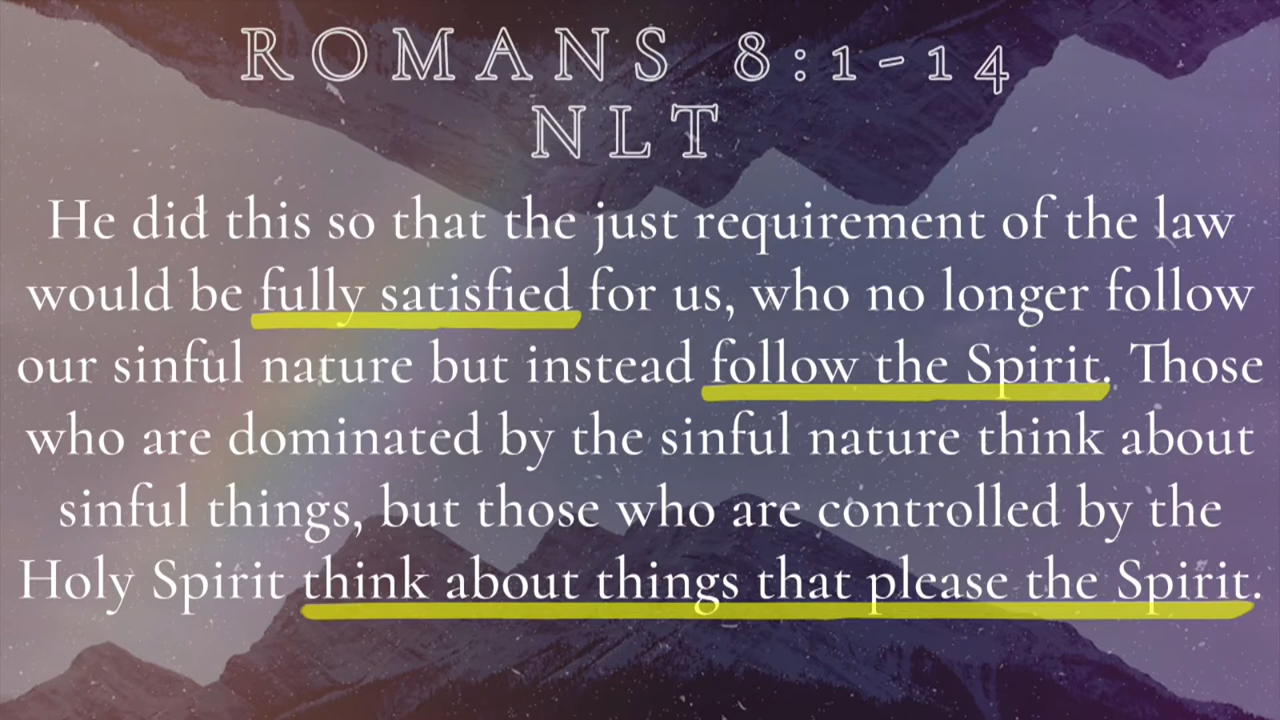 ROMANS 8:1-14
NLT
He did this so that the just requirement of the law
would be fully satisfied for us, who no longer follow
our sinful nature but instead follow the Spirit. Those
who are dominated by the sinful nature think about
sinful things, but those who are controlled by the
Holy Spirit think about things that please the Spirit.